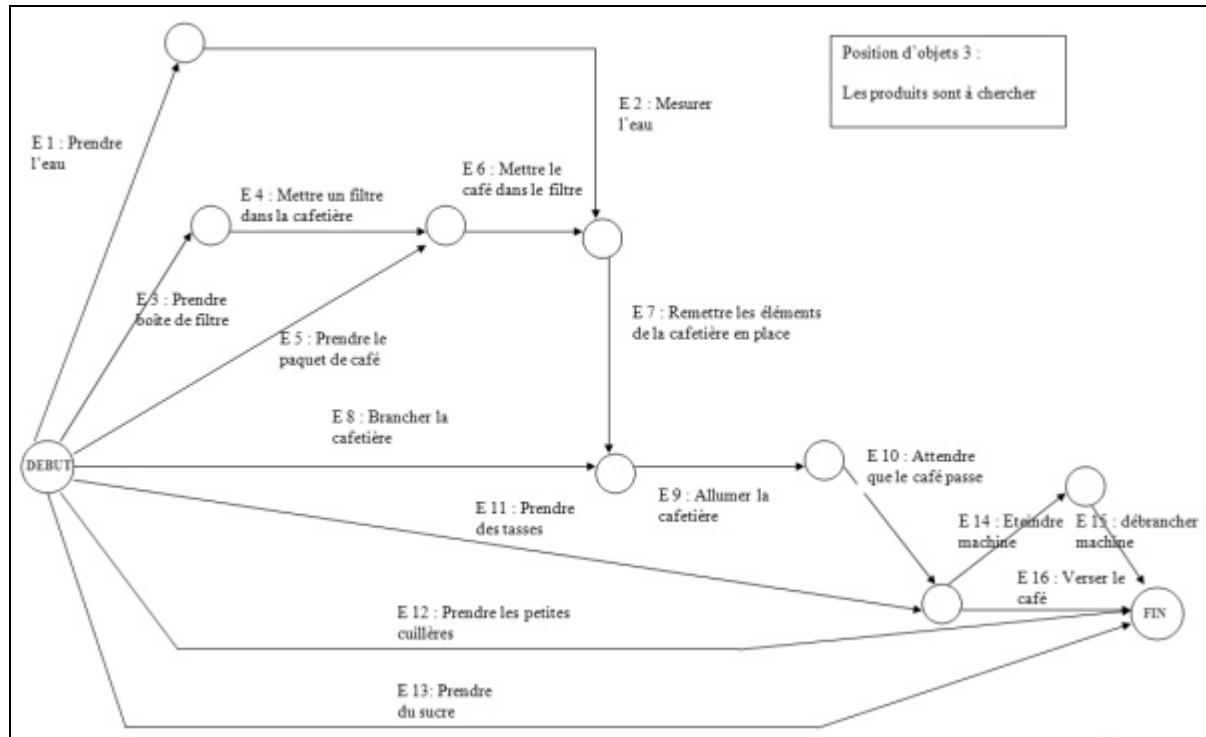 Position d'objets 3 :
Les produits sont à chercher
E 1 : Prendre
l'eau
E 2 : Mesurer
l'eau
E 6 : Mettre le
café dans le filtre
E 4 : Mettre un filtre
dans la cafetière
E 3 : Prendre
boîte de filtre
E 5 : Prendre le
paquet de café
E 7 : Remettre les éléments
de la cafetière en place
E 8 : Brancher la
cafetière
DEBUT
E 10 : Attendre
que le café passe
E 9 : Allumer la
cafetière
E 11 : Prendre
des tasses
E 14 : Eteindre
machine
E 15 : débrancher
machine
E 16 : Verser le
café
FIN
E 12 : Prendre les petites
cuillères
E 13: Prendre
du sucre